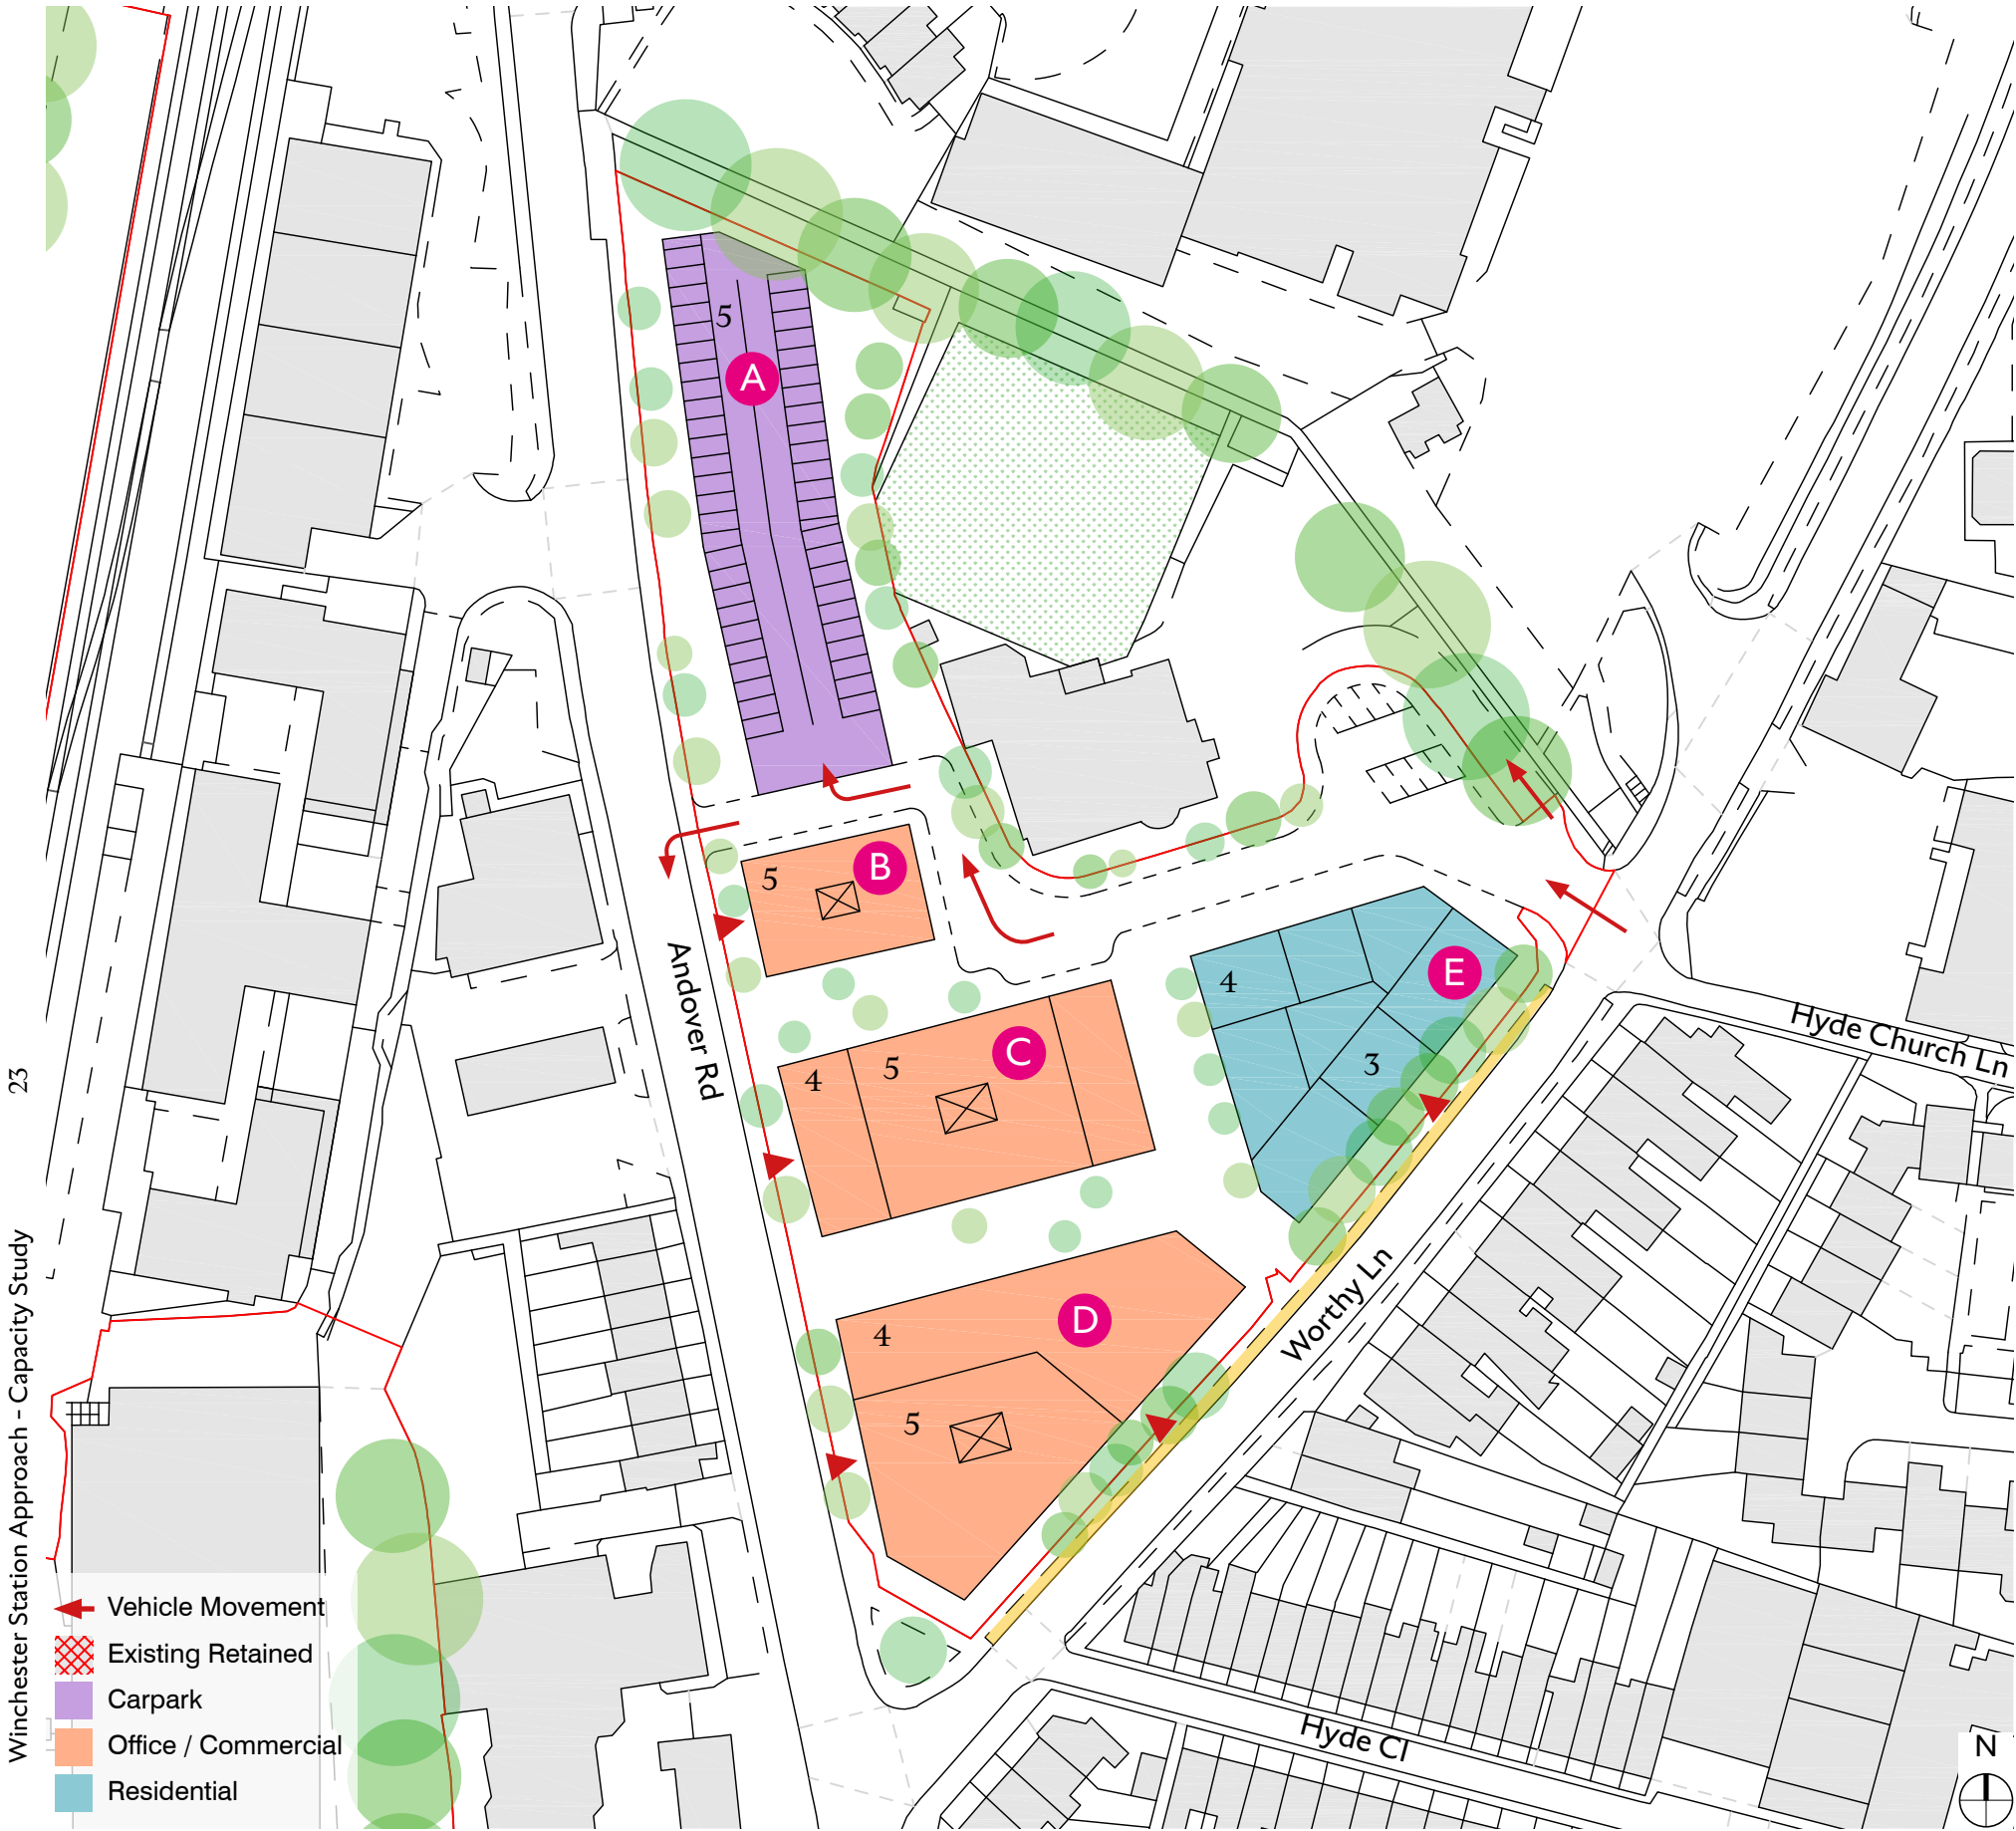 5
A
5
B
E
4
Andover Rd
Hyde Church Ln
3
4
5
C
23
Winchester Station Approach - Capacity Study
4
D
Worthy Ln
5
Vehicle Movement
Existing Retained
Carpark
Office / Commercial
Residential
Hyde Cl
N